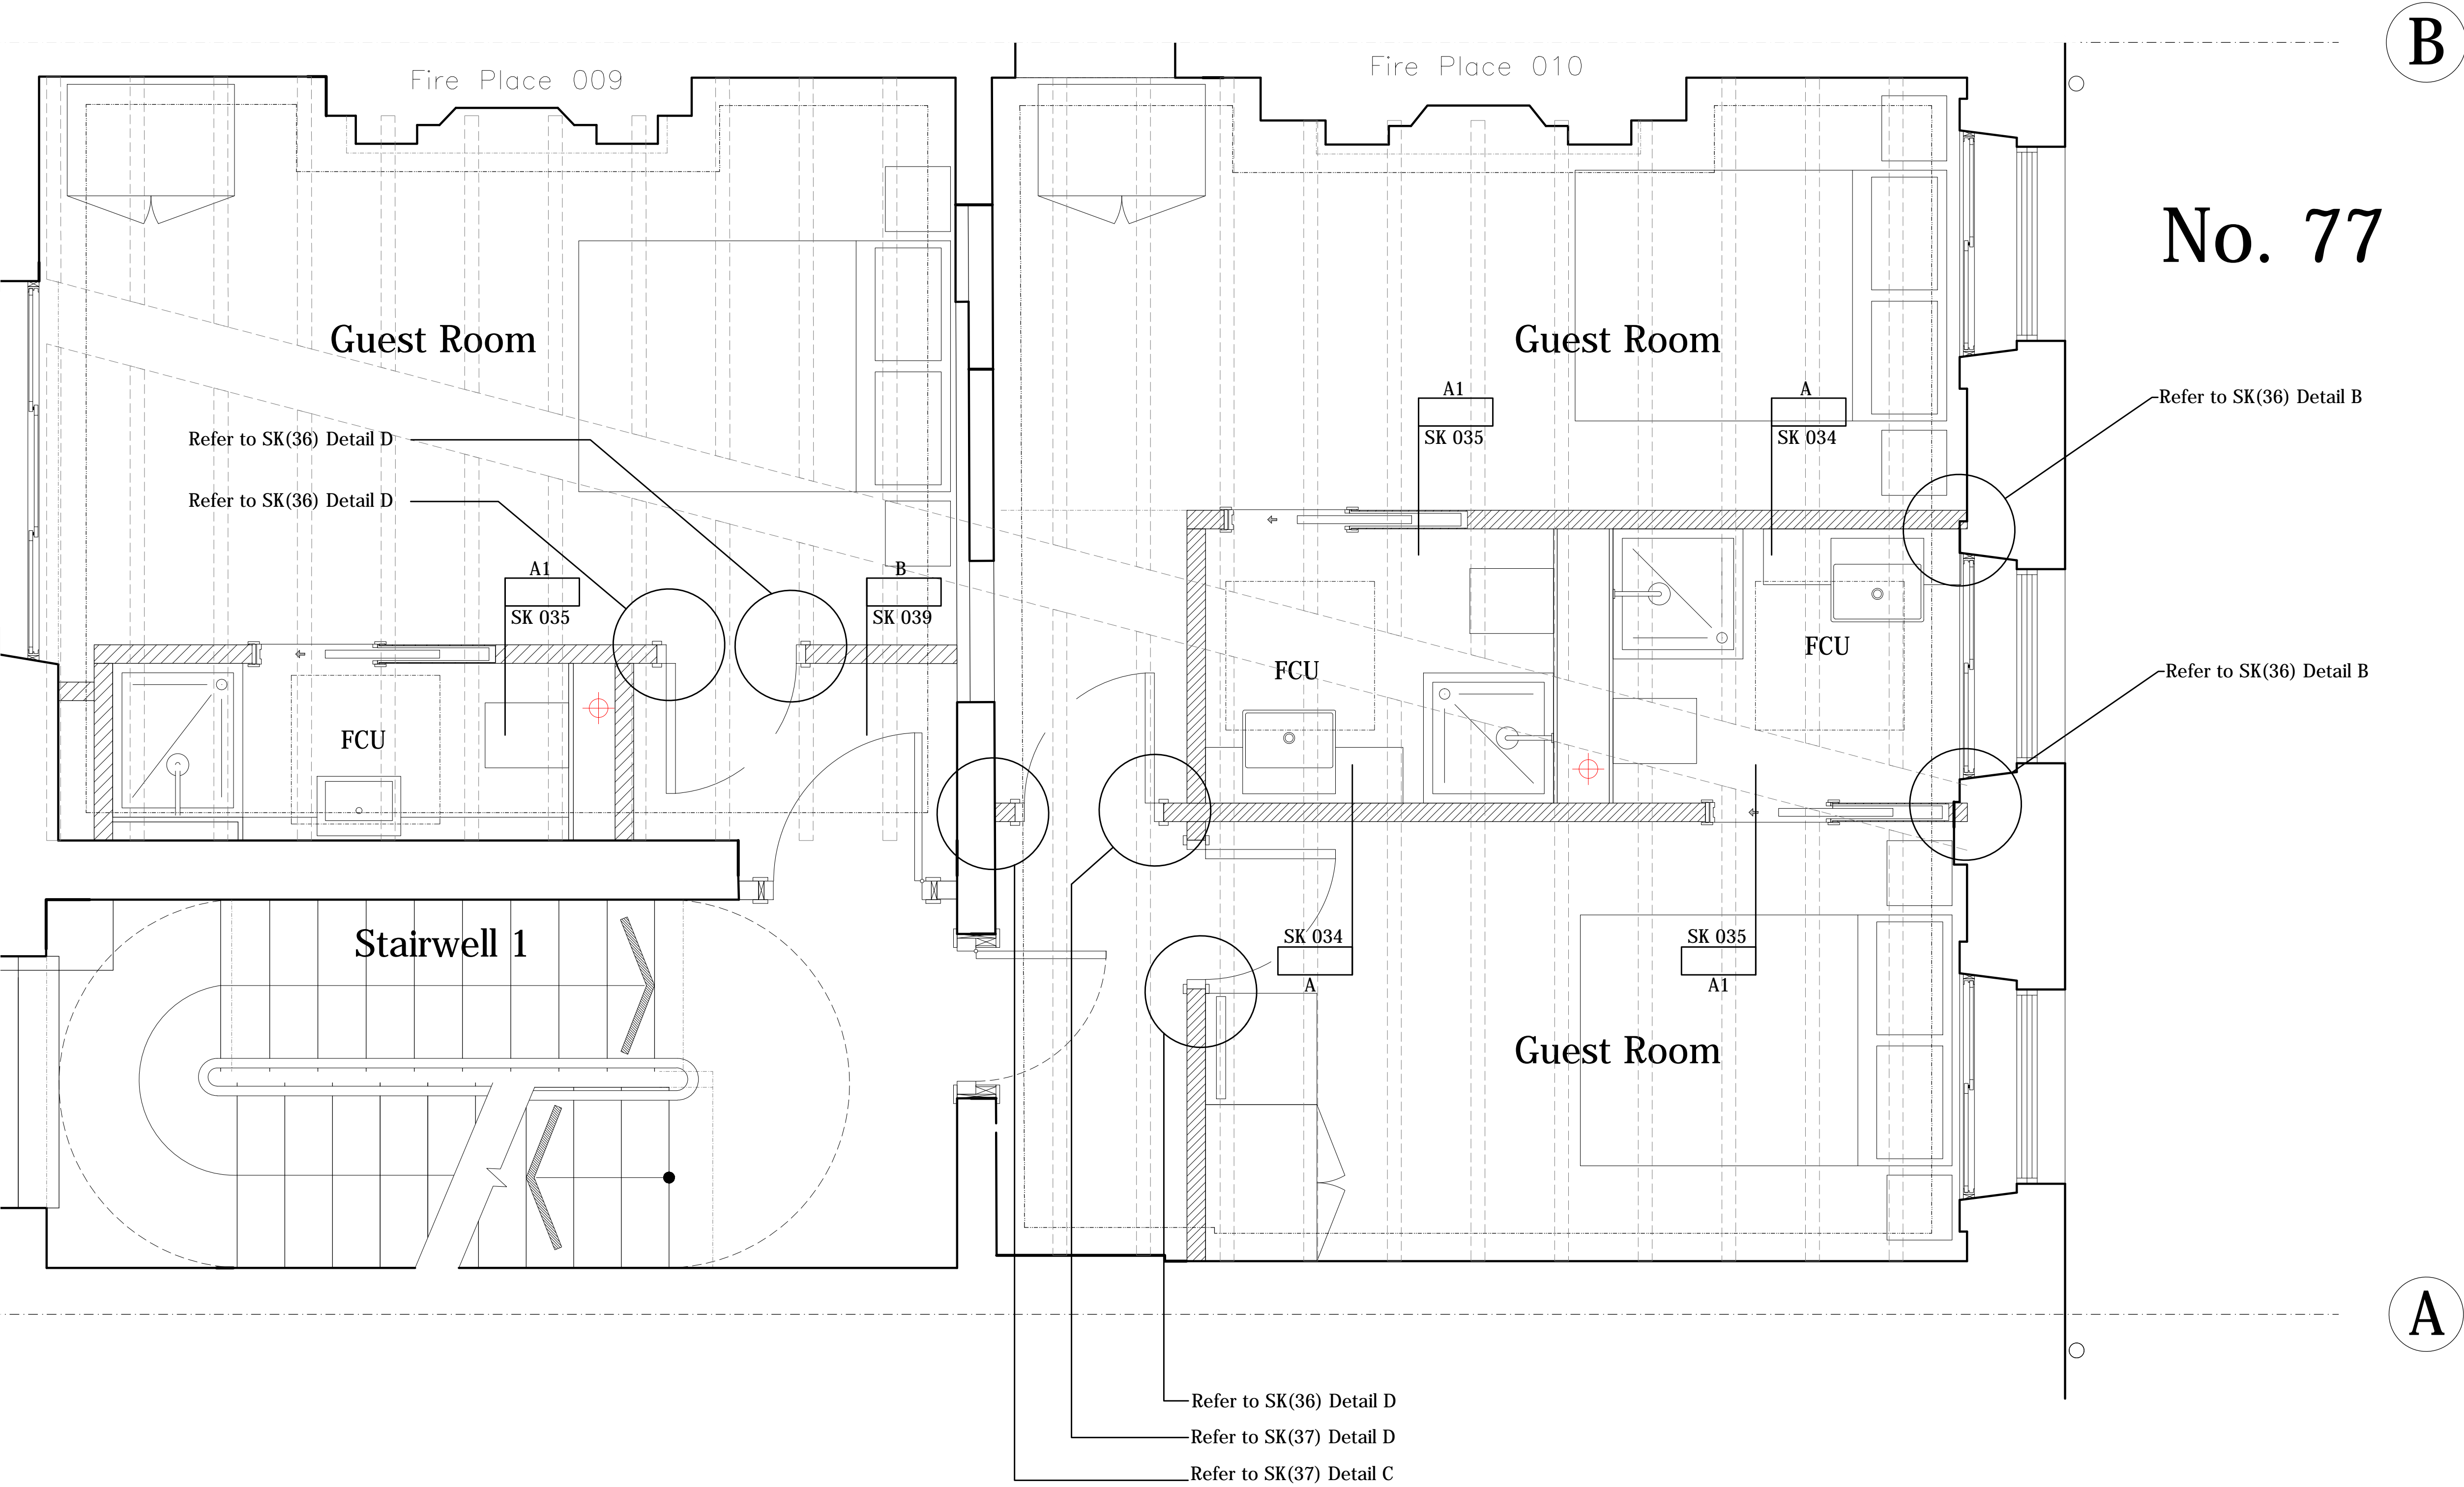 B
Fire Place 009
Fire Place 010
No. 77
Guest Room
Guest Room
A1
SK 035
A
SK 034
Refer to SK(36) Detail B
Refer to SK(36) Detail D
Refer to SK(36) Detail D
A1
SK 035
B
SK 039
FCU
FCU
FCU
Refer to SK(36) Detail B
Stairwell 1
SK 034
A
SK 035
A1
Guest Room
A
Refer to SK(36) Detail D
Refer to SK(37) Detail D
Refer to SK(37) Detail C